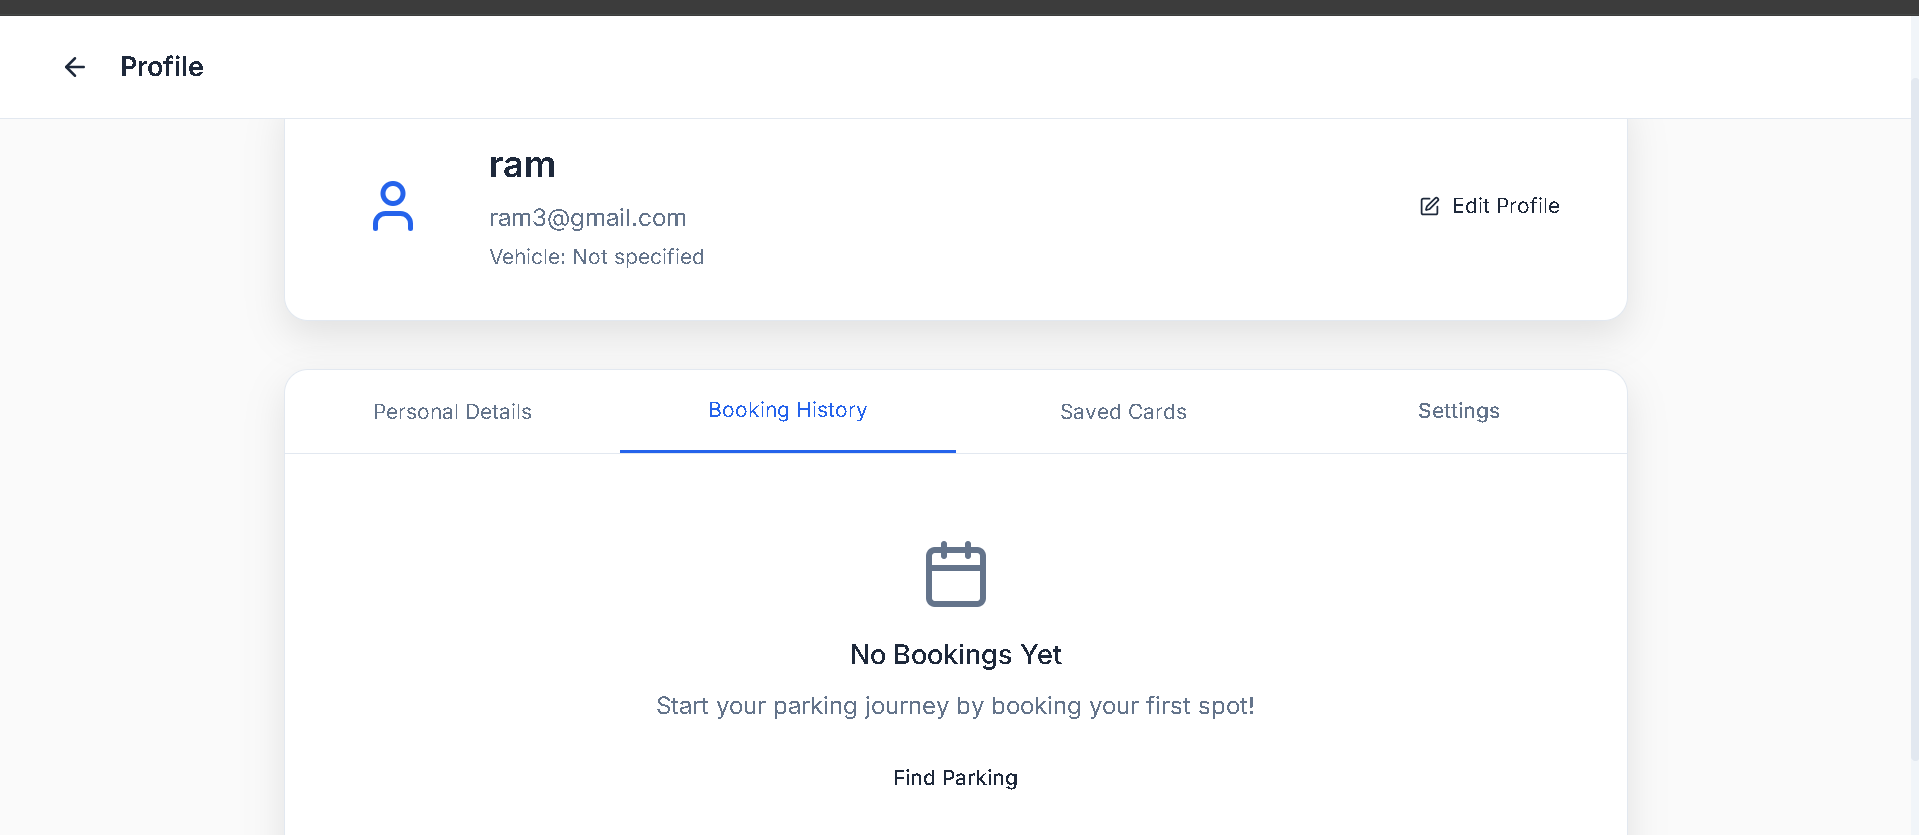 Profile
ram
ram3@gmail.com
Vehicle: Not specified
Edit Profile
Personal Details
Booking History
Saved Cards
Settings
No Bookings Yet
Start your parking journey by booking your first spot!
Find Parking